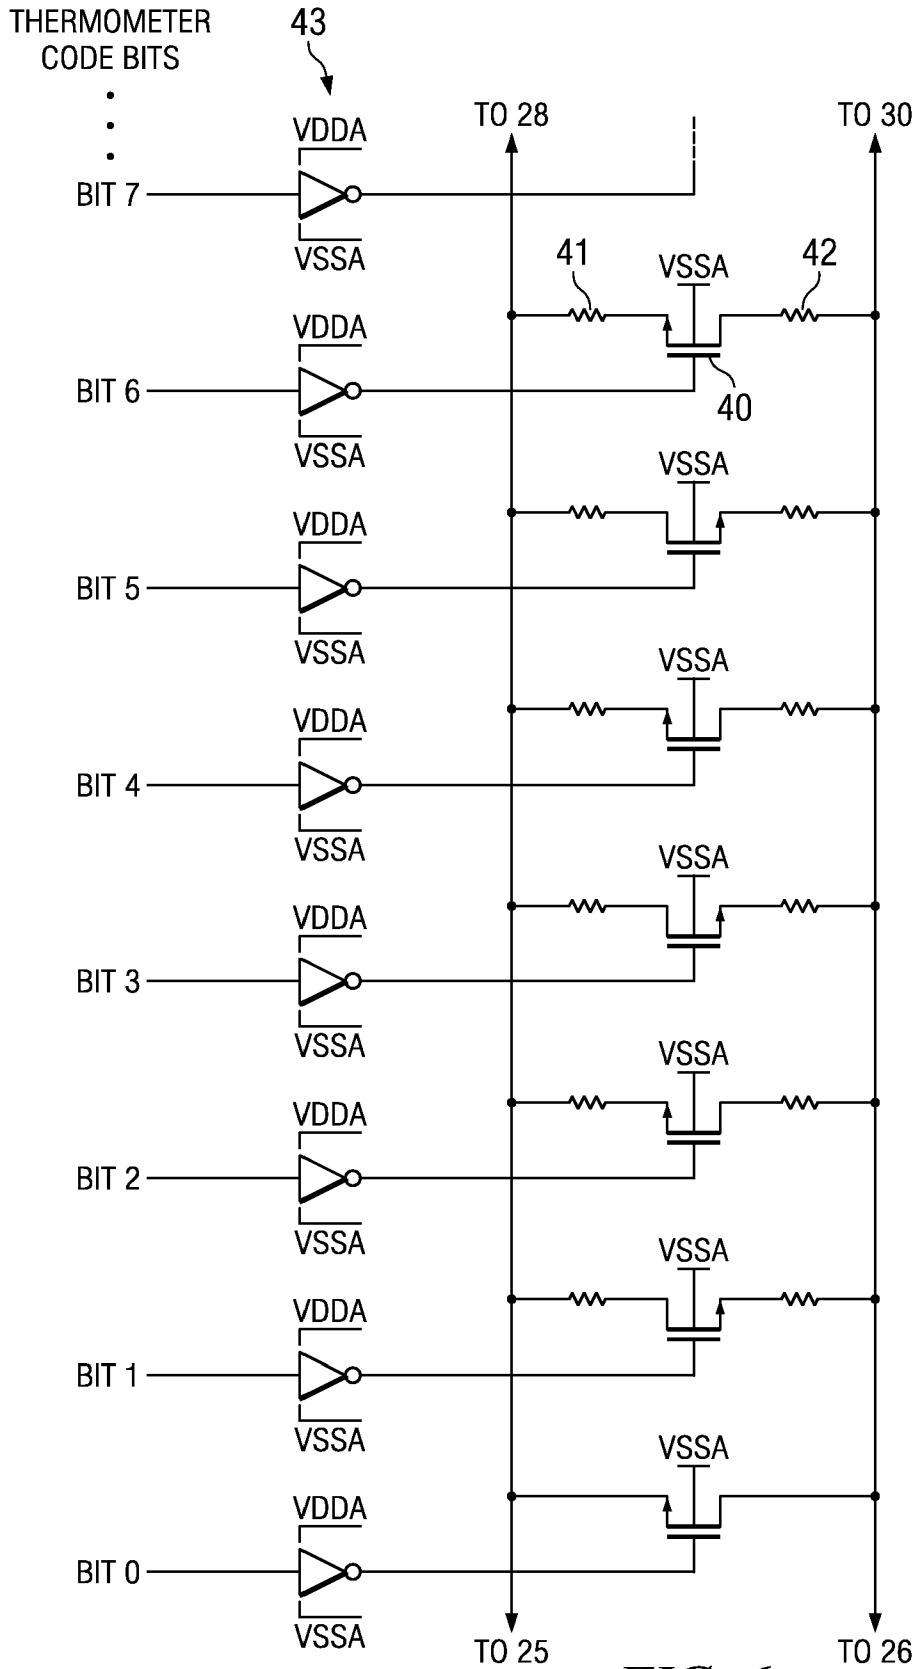 THERMOMETER
CODE BITS
43
TO 28
TO 30
VDDA
BIT 7
VSSA
41
VSSA
42
VDDA
BIT 6
40
VSSA
VSSA
VDDA
BIT 5
VSSA
VSSA
VDDA
BIT 4
VSSA
VSSA
VDDA
BIT 3
VSSA
VSSA
VDDA
BIT 2
VSSA
VSSA
VDDA
BIT 1
VSSA
VSSA
VDDA
BIT 0
VSSA
TO 25
TO 26